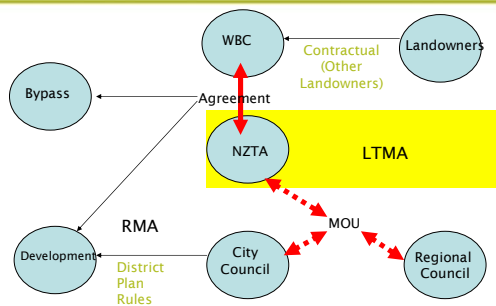 WBC
Contractual
(Other
Landowners)
Landowners
Bypass
Agreement
NZTA
LTMA
RMA
MOU
Development
District
Plan
Rules
City
Council
Regional
Council